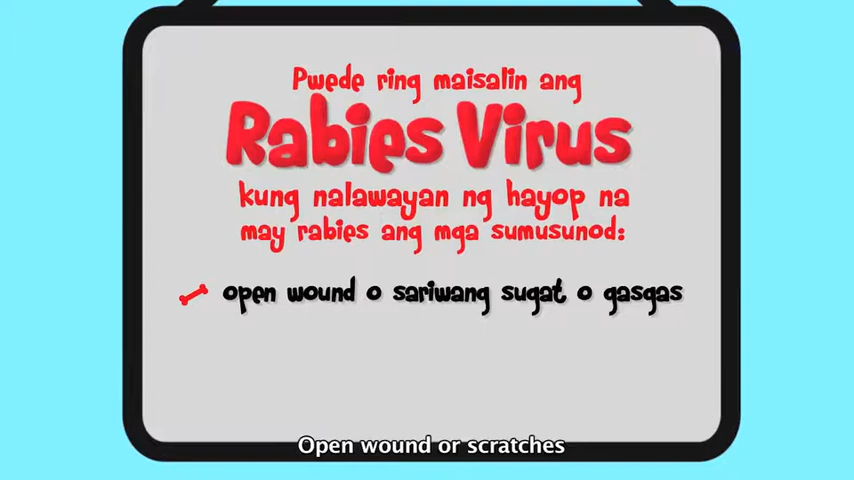 Pwede ring maisalin ang
Rabies Virus
kung nalawayan ng hayop na
may rabies ang mga sumusunod:
open wound o sariwang sugat o gasgas
Open wound or scratches